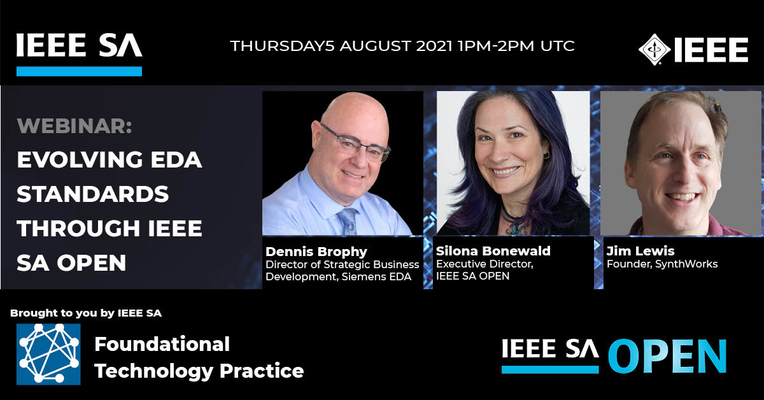 IEEE SA
THURSDAY5 AUGUST 2021 1PM-2PM UTC
IEEE
WEBINAR:
EVOLVING EDA
STANDARDS
THROUGH IEEE
SA OPEN
Dennis Brophy
Director of Strategic Business
Development, Siemens EDA
Silona Bonewald
Executive Director,
IEEE SA OPEN
Jim Lewis
Founder, SynthWorks
Brought to you by IEEE SA
Foundational
Technology Practice
IEEE SA OPEN